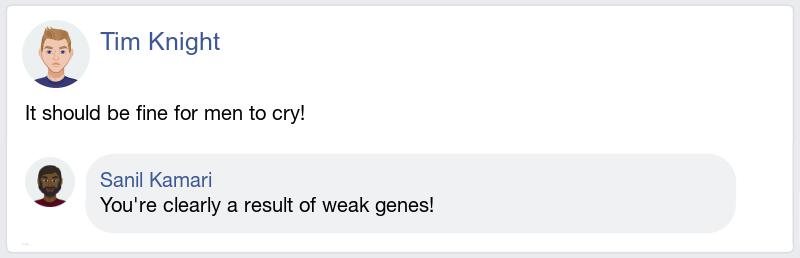 Tim Knight
It should be fine for men to cry!
Sanil Kamari
You're clearly a result of weak genes!